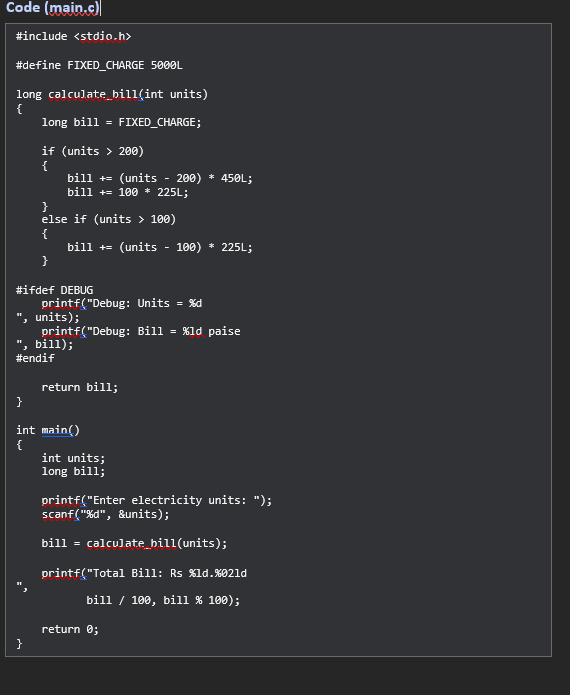 Code (main.c)
#include <stdio.h>
#define FIXED_CHARGE 5000L
long calculate_bill(int units)
{
    long bill = FIXED_CHARGE;
    if (units > 200)
    {
        bill += (units - 200) * 450L;
        bill += 100 * 225L;
    }
    else if (units > 100)
    {
        bill += (units - 100) * 225L;
    }
#ifdef DEBUG
    printf("Debug: Units = %d
", units);
    printf("Debug: Bill = %ld paise
", bill);
#endif
    return bill;
}
int main()
{
    int units;
    long bill;
    printf("Enter electricity units: ");
    scanf("%d", &units);
    bill = calculate_bill(units);
    printf("Total Bill: Rs %ld.%02ld
",
           bill / 100, bill % 100);
    return 0;
}